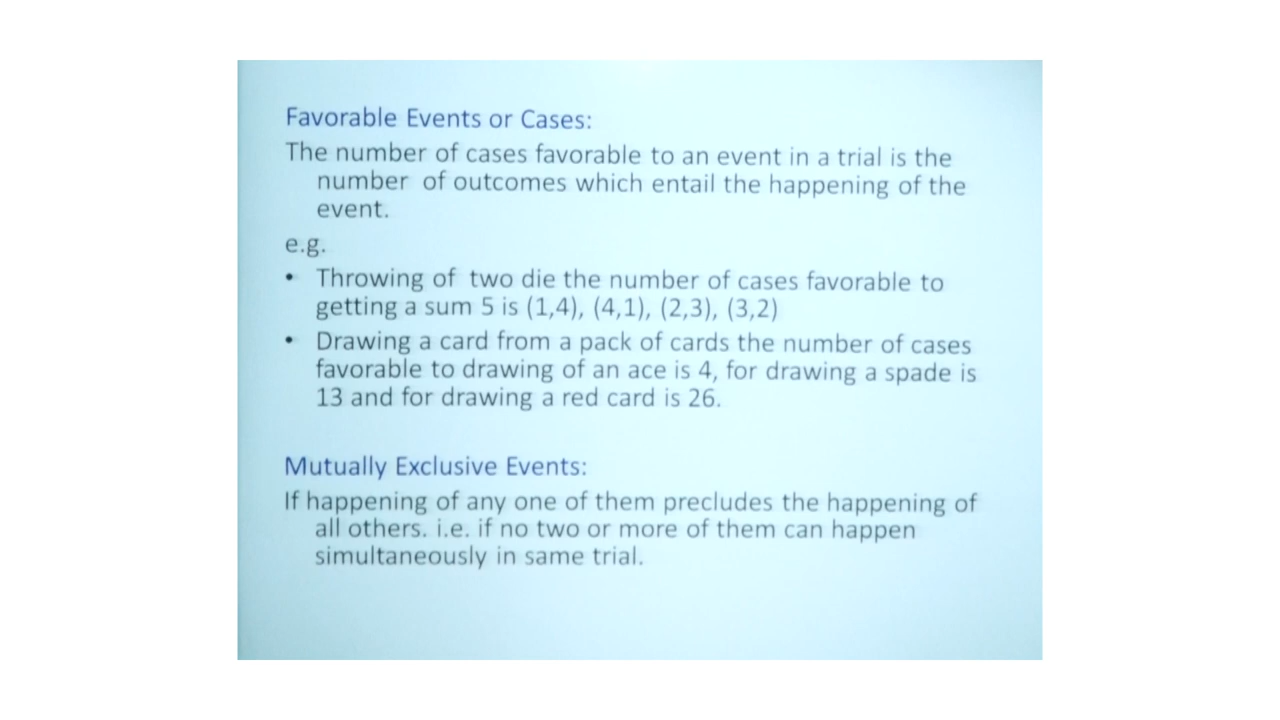 Favorable Events or Cases:
The number of cases favorable to an event in a trial is the
number of outcomes which entail the happening of the
event.
e.g.
• Throwing of two die the number of cases favorable to
getting a sum 5 is (1,4), (4,1), (2,3), (3,2)
• Drawing a card from a pack of cards the number of cases
favorable to drawing of an ace is 4, for drawing a spade is
13 and for drawing a red card is 26.
Mutually Exclusive Events:
If happening of any one of them precludes the happening of
all others. i.e. if no two or more of them can happen
simultaneously in same trial.